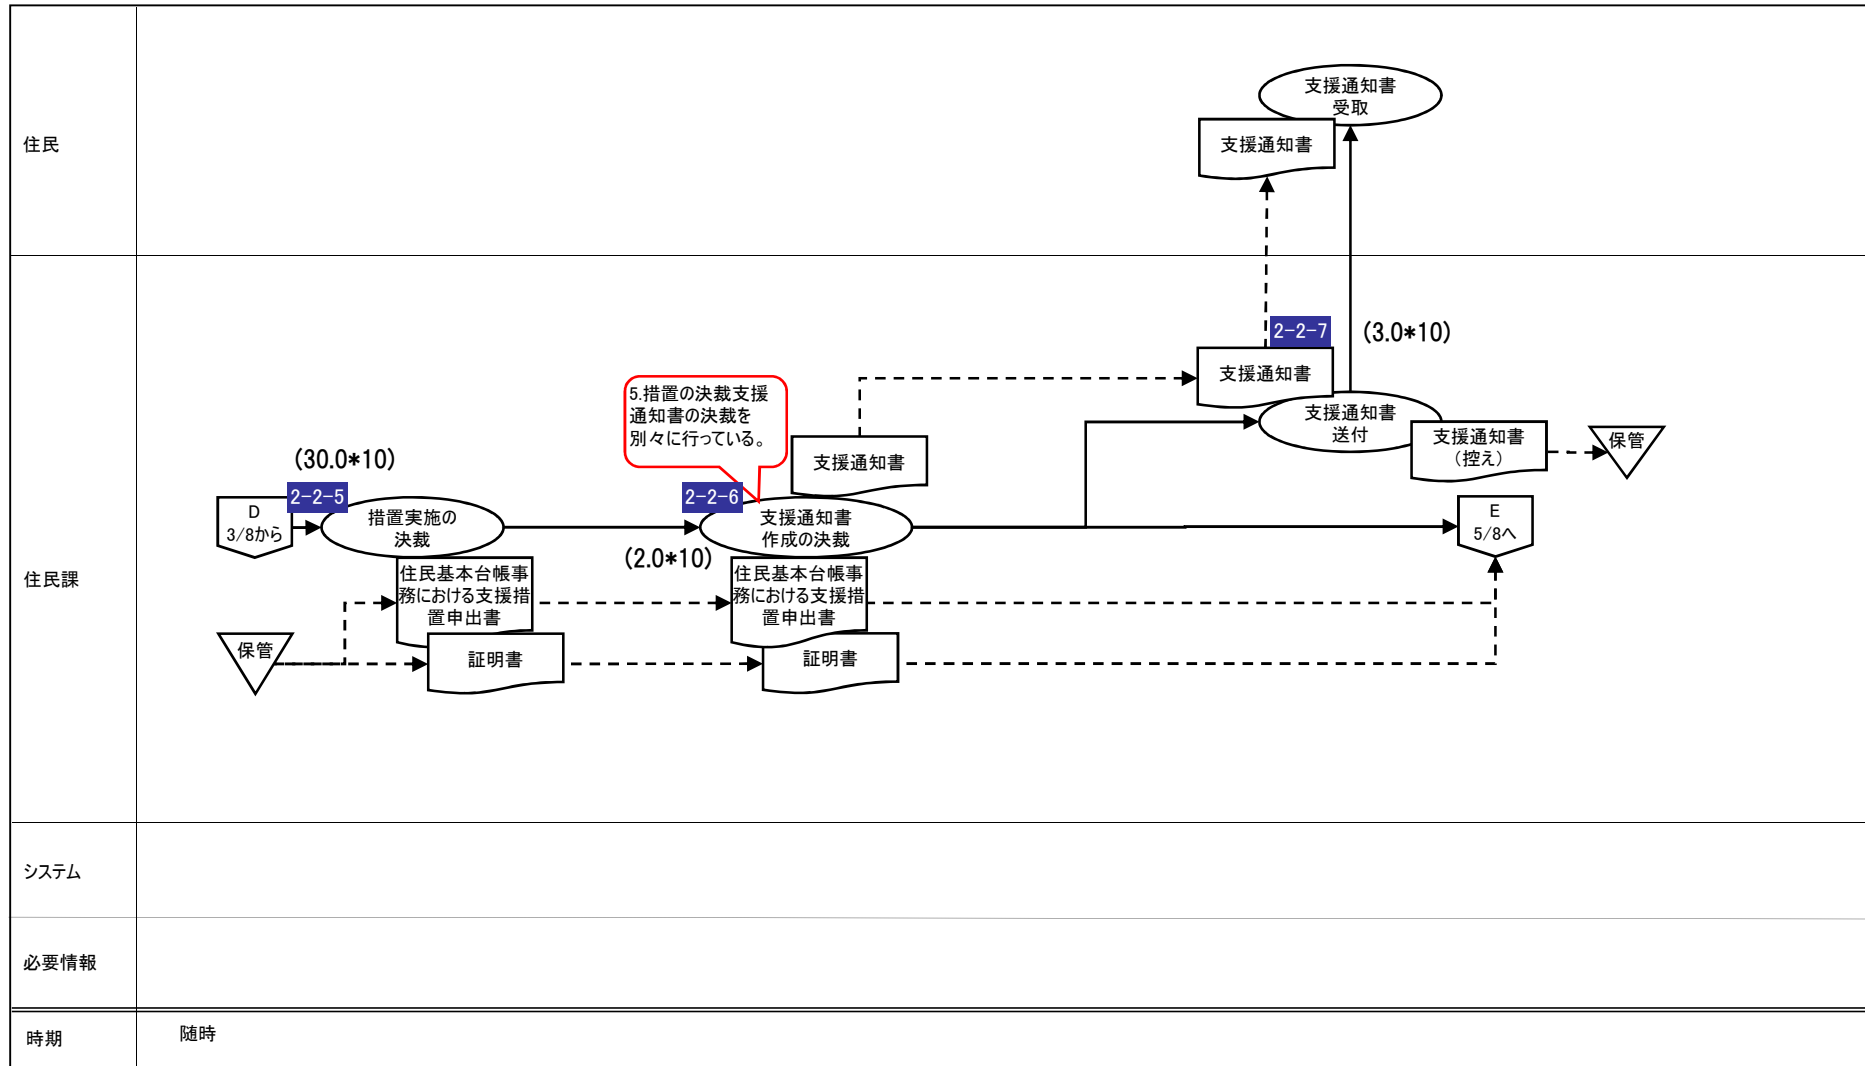 住民
支援通知書
受取
支援通知書
住民課
2-2-7
(3.0*10)
支援通知書
支援通知書
送付
支援通知書
（控え）
保管
5.措置の決裁支援
通知書の決裁を
別々に行っている。
支援通知書
(30.0*10)
2-2-5
D
3/8から
措置実施の
決裁
2-2-6
支援通知書
作成の決裁
(2.0*10)
E
5/8へ
住民基本台帳事
務における支援措
置申出書
住民基本台帳事
務における支援措
置申出書
保管
証明書
証明書
システム
必要情報
時期
随時